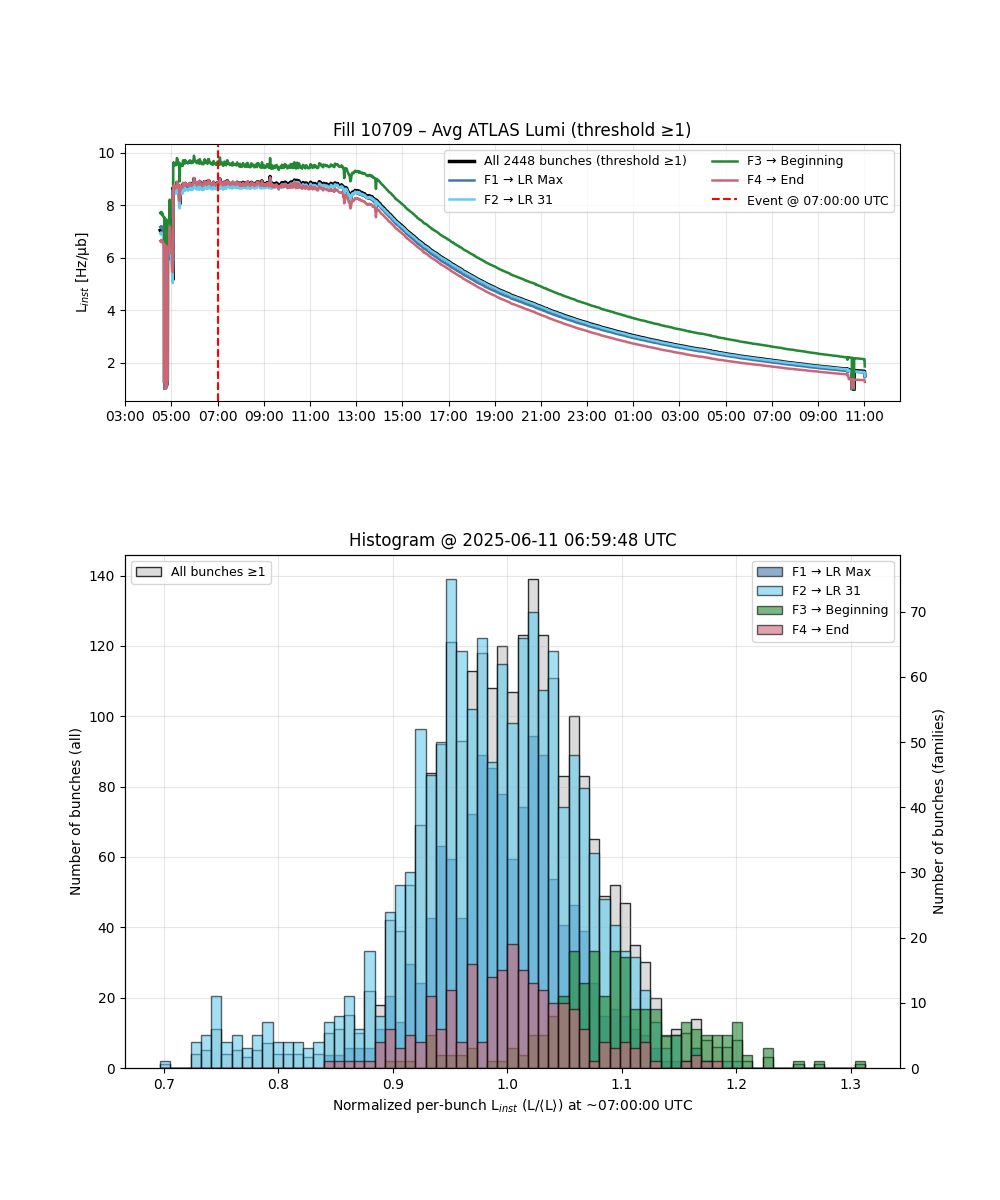 Fill 10709 – Avg ATLAS Lumi (threshold ≥1)
L_inst [Hz/μb]
10
8
6
4
2
All 2448 bunches (threshold ≥1)
F1 → LR Max
F2 → LR 31
F3 → Beginning
F4 → End
Event @ 07:00:00 UTC
03:00 05:00 07:00 09:00 11:00 13:00 15:00 17:00 19:00 21:00 23:00 01:00 03:00 05:00 07:00 09:00 11:00
Histogram @ 2025-06-11 06:59:48 UTC
Number of bunches (all)
140
120
100
80
60
40
20
0
All bunches ≥1
F1 → LR Max
F2 → LR 31
F3 → Beginning
F4 → End
70
60
50
40
30
20
10
0
Number of bunches (families)
0.7 0.8 0.9 1.0 1.1 1.2 1.3
Normalized per-bunch L_inst (L/⟨L⟩) at ~07:00:00 UTC